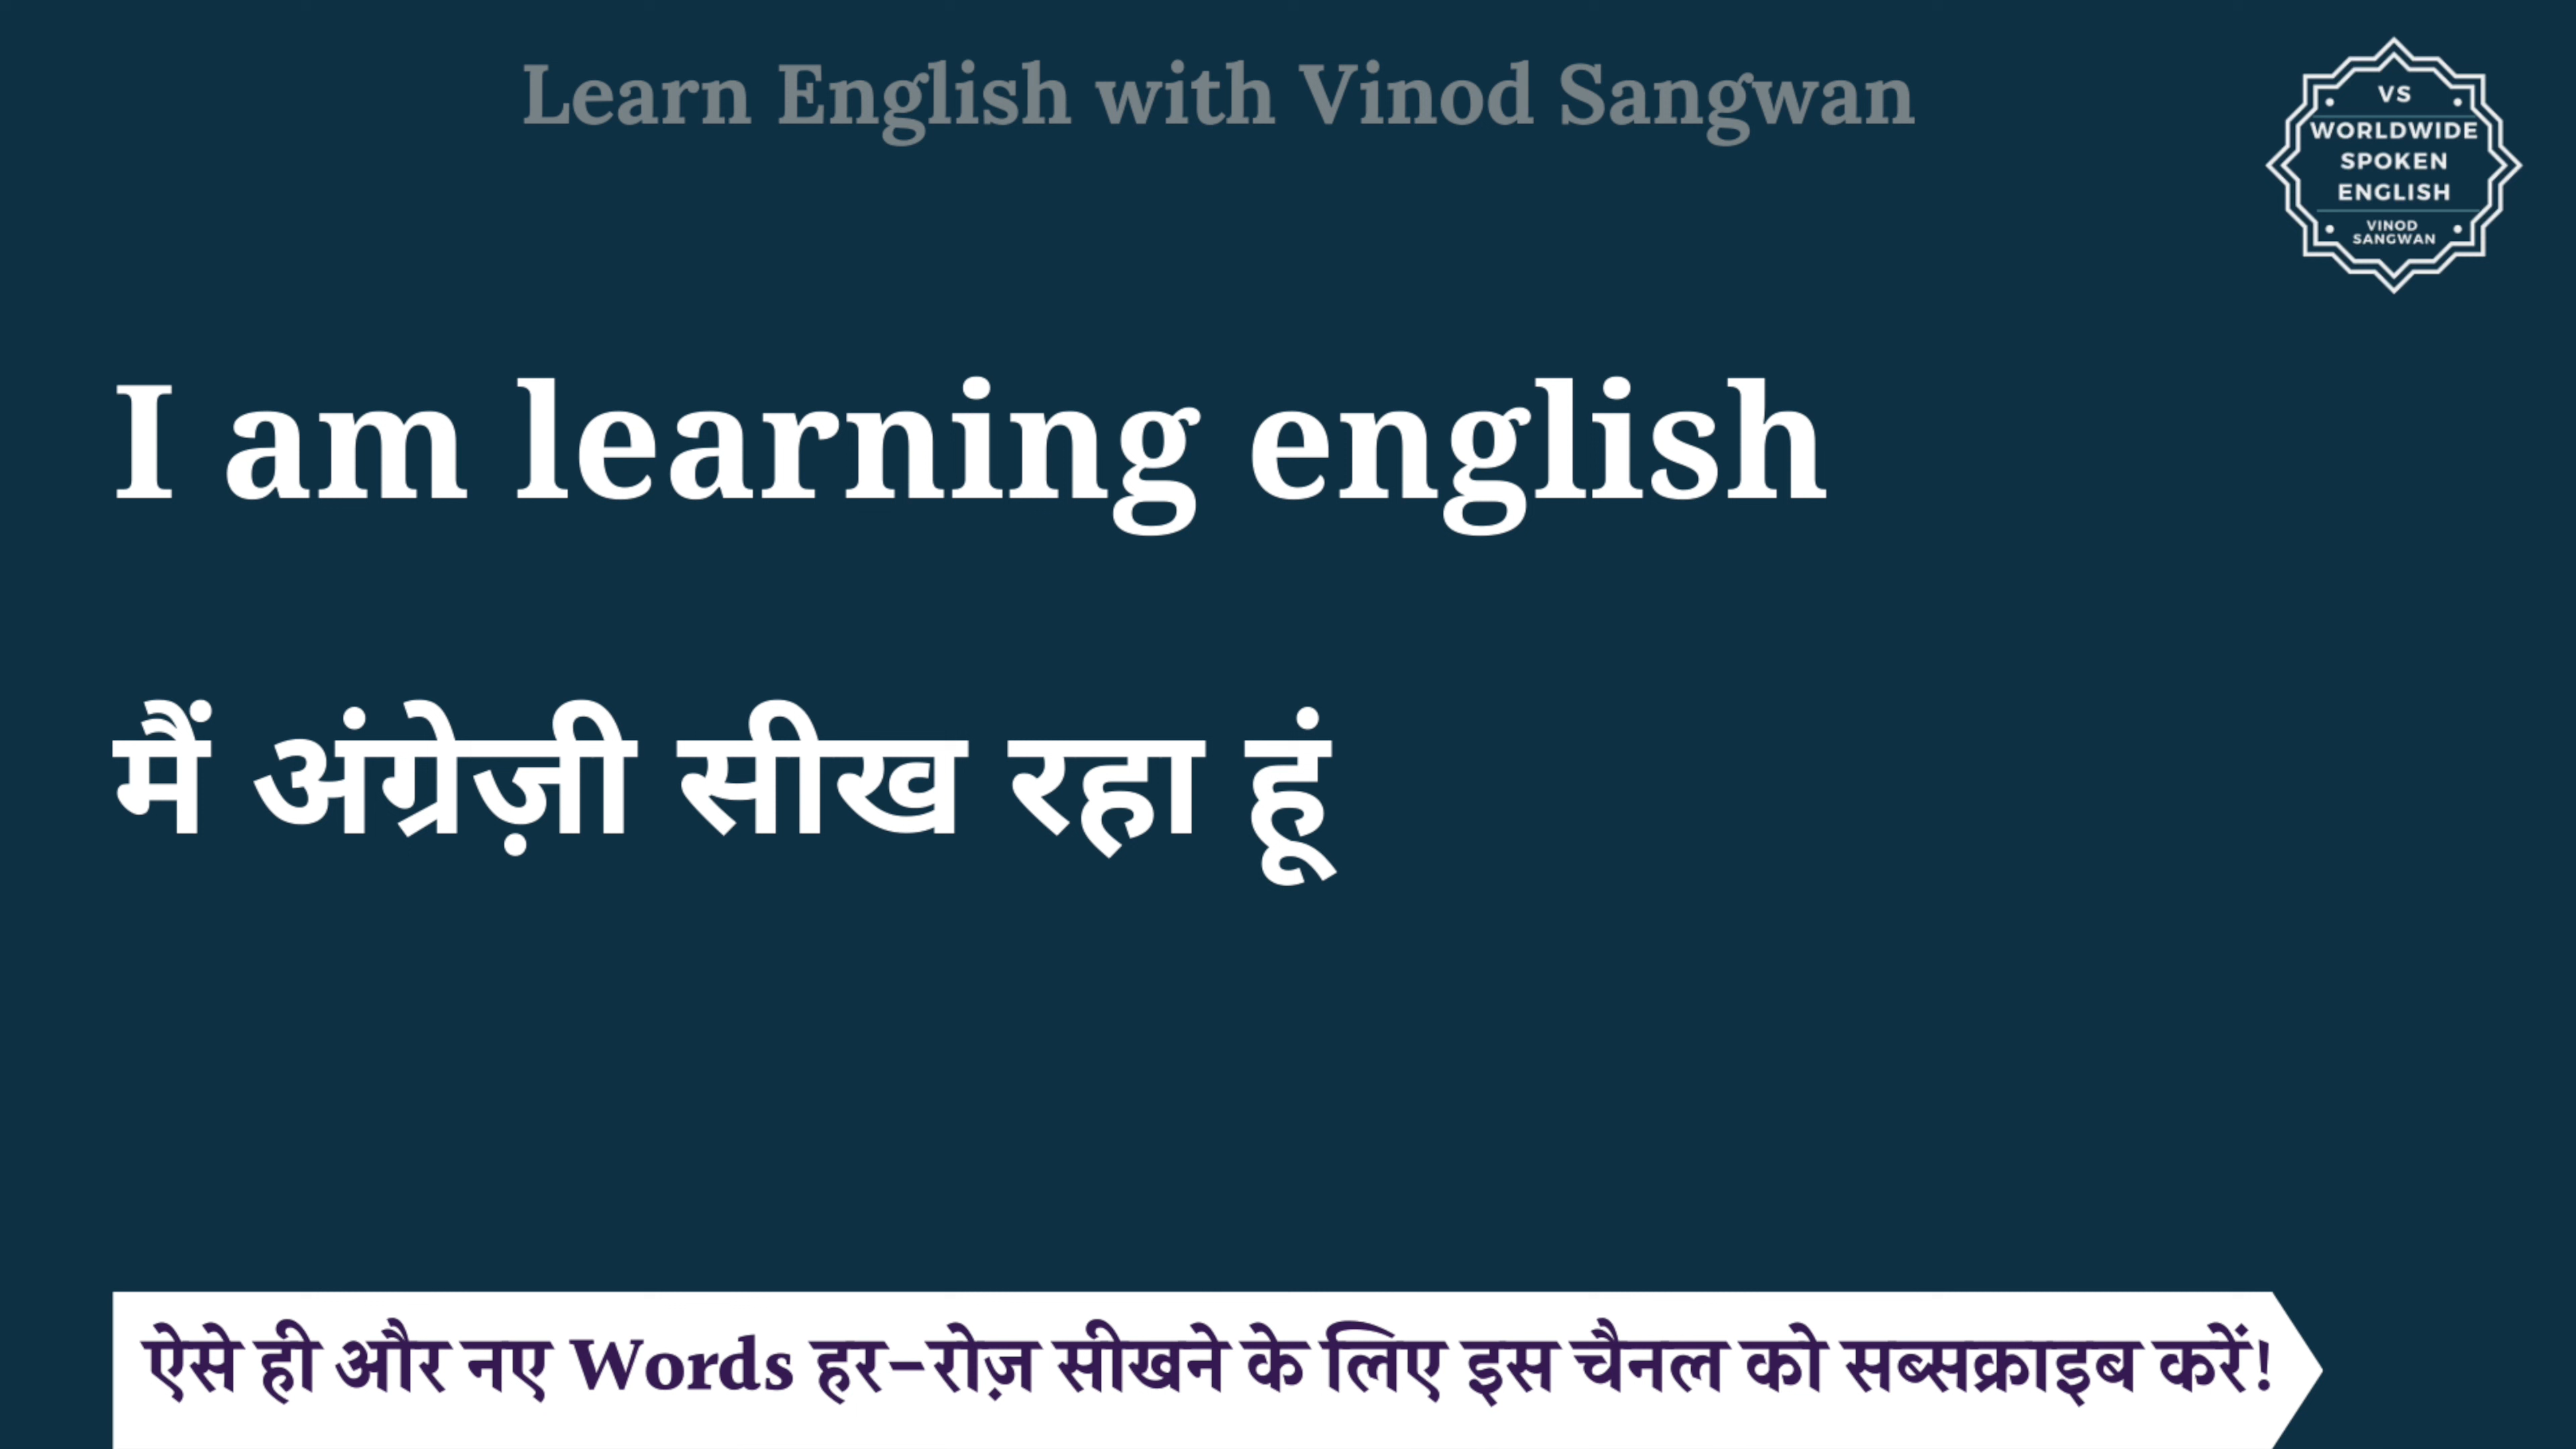 Learn English with Vinod Sangwan
VS
WORLDWIDE
SPOKEN
ENGLISH
VINOD
SANGWAN
I am learning english
मैं अंग्रेज़ी सीख रहा हूं
ऐसे ही और नए Words हर-रोज़ सीखने के लिए इस चैनल को सब्सक्राइब करें!